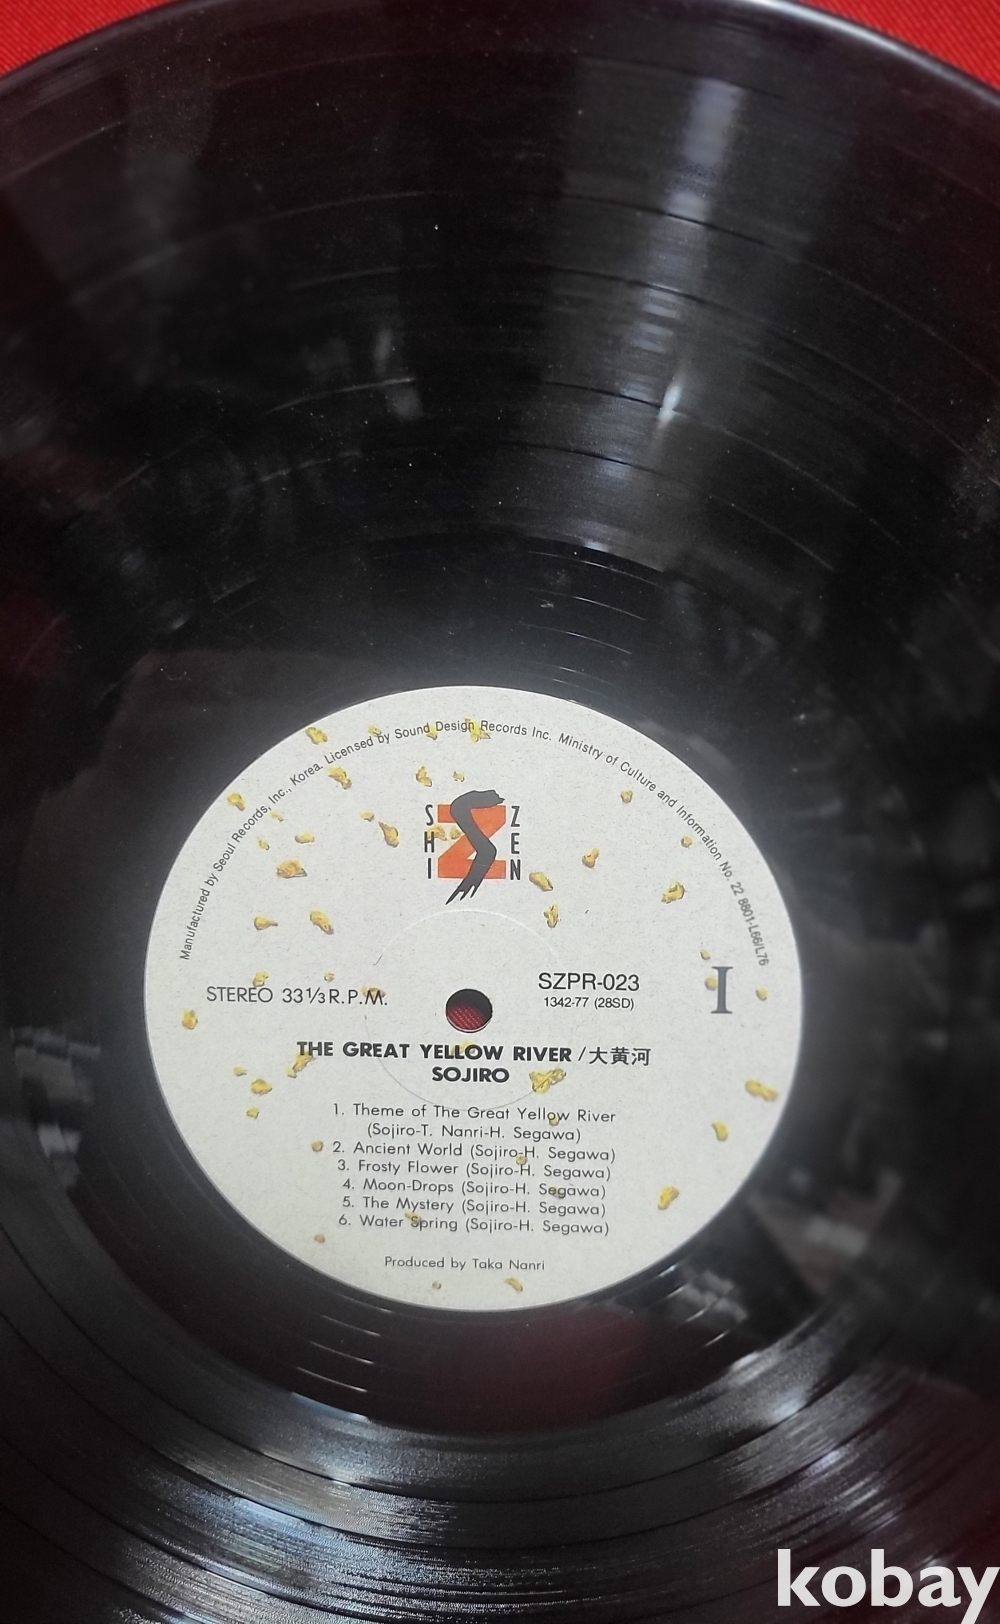 Manufactured by Seoul Records, Inc., Korea. Licensed by Sound Design Records Inc. Ministry of Culture and Information No. 22 8801-L66/L76
SHI
ZEN
STEREO 33⅓ R.P.M.
SZPR-023
1342-77 (28SD)
I
THE GREAT YELLOW RIVER / 大黄河
SOJIRO
1. Theme of The Great Yellow River
(Sojiro-T. Nanri-H. Segawa)
2. Ancient World (Sojiro-H. Segawa)
3. Frosty Flower (Sojiro-H. Segawa)
4. Moon-Drops (Sojiro-H. Segawa)
5. The Mystery (Sojiro-H. Segawa)
6. Water Spring (Sojiro-H. Segawa)
Produced by Taka Nanri
kobay